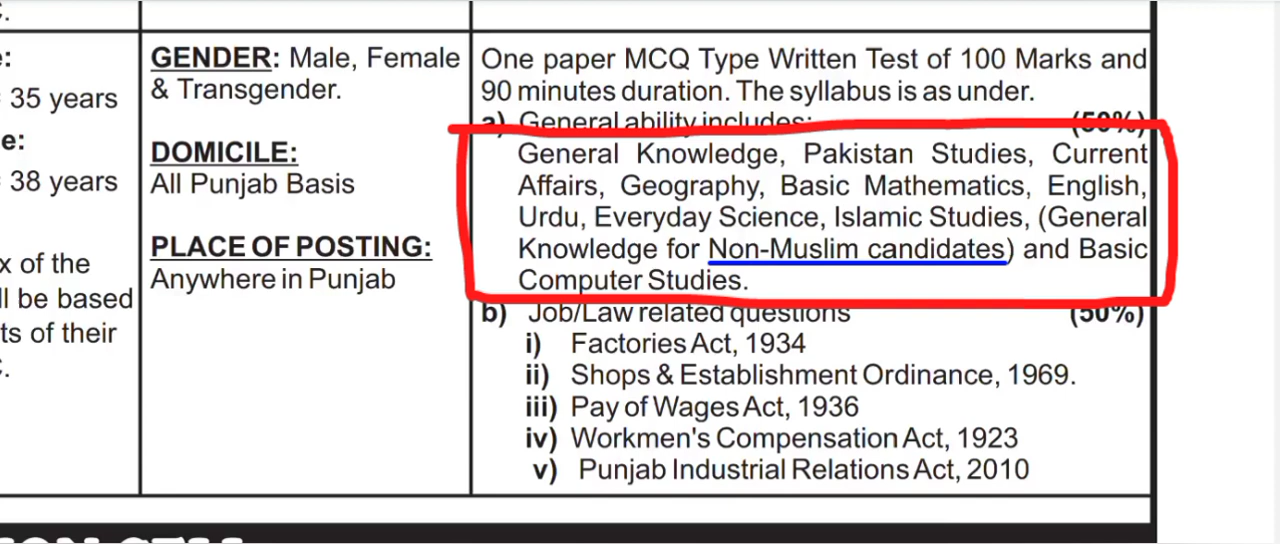 35 years
38 years
x of the
ll be based
ts of their
GENDER: Male, Female
& Transgender.
DOMICILE:
All Punjab Basis
PLACE OF POSTING:
Anywhere in Punjab
One paper MCQ Type Written Test of 100 Marks and
90 minutes duration. The syllabus is as under.
a) General ability includes: (50%)
General Knowledge, Pakistan Studies, Current
Affairs, Geography, Basic Mathematics, English,
Urdu, Everyday Science, Islamic Studies, (General
Knowledge for Non-Muslim candidates) and Basic
Computer Studies.
b) Job/Law related questions (50%)
i) Factories Act, 1934
ii) Shops & Establishment Ordinance, 1969.
iii) Pay of Wages Act, 1936
iv) Workmen's Compensation Act, 1923
v) Punjab Industrial Relations Act, 2010